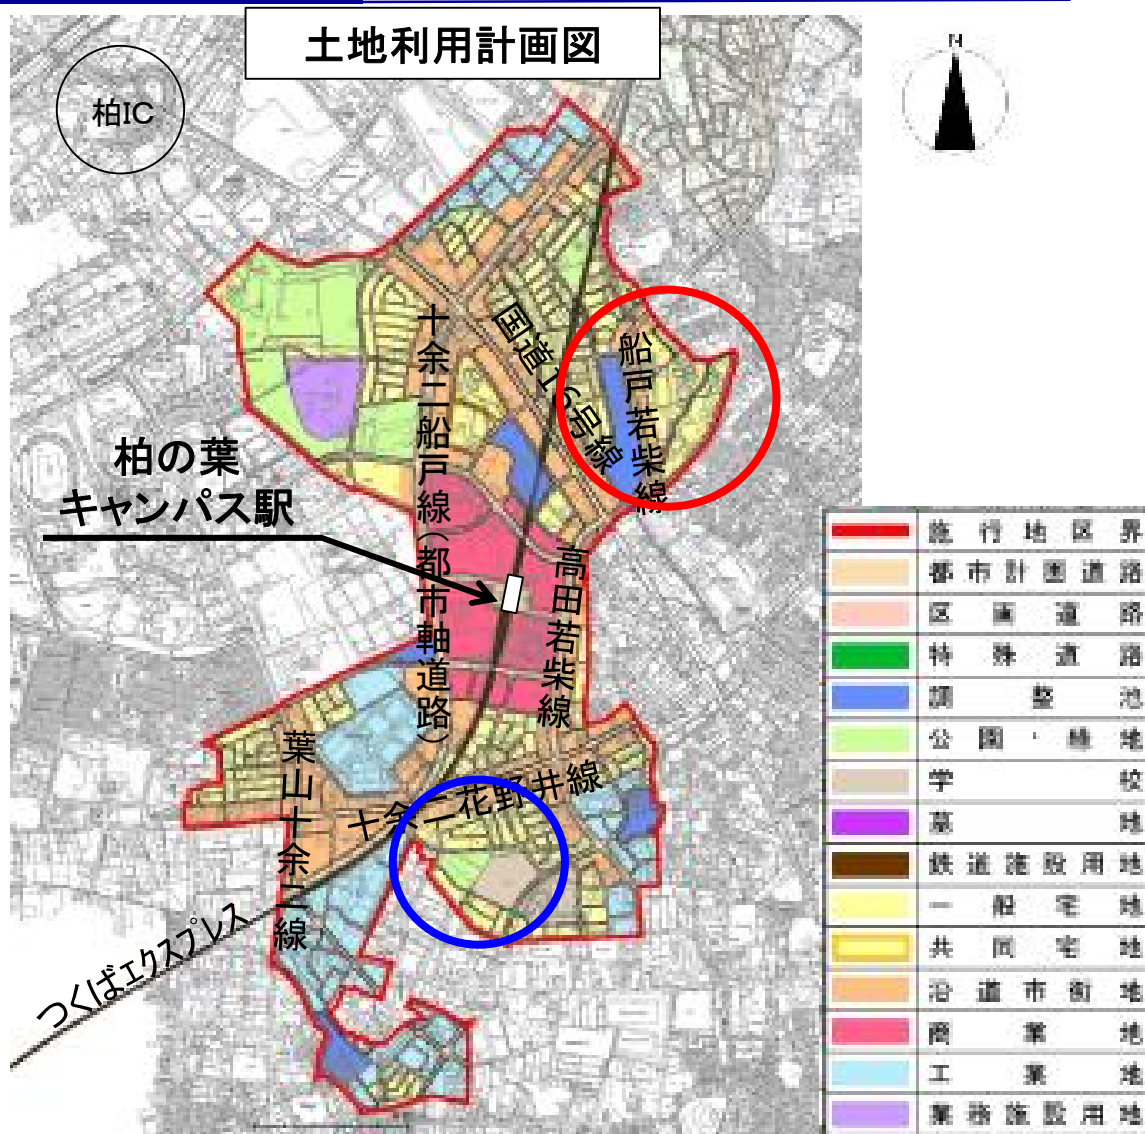 土地利用計画図
柏IC
N
国道16号線
船戸若柴線
十余二船戸線（都市軸道路）
柏の葉
キャンパス駅
高田若柴線
葉山十余二線
十余二花野井線
つくばエクスプレス
施行地区界
都市計画道路
区画道路
特殊道路
調整池
公園・緑地
学校
墓地
鉄道施設用地
一般宅地
共同宅地
沿道市街地
商業地
工業地
業務施設用地